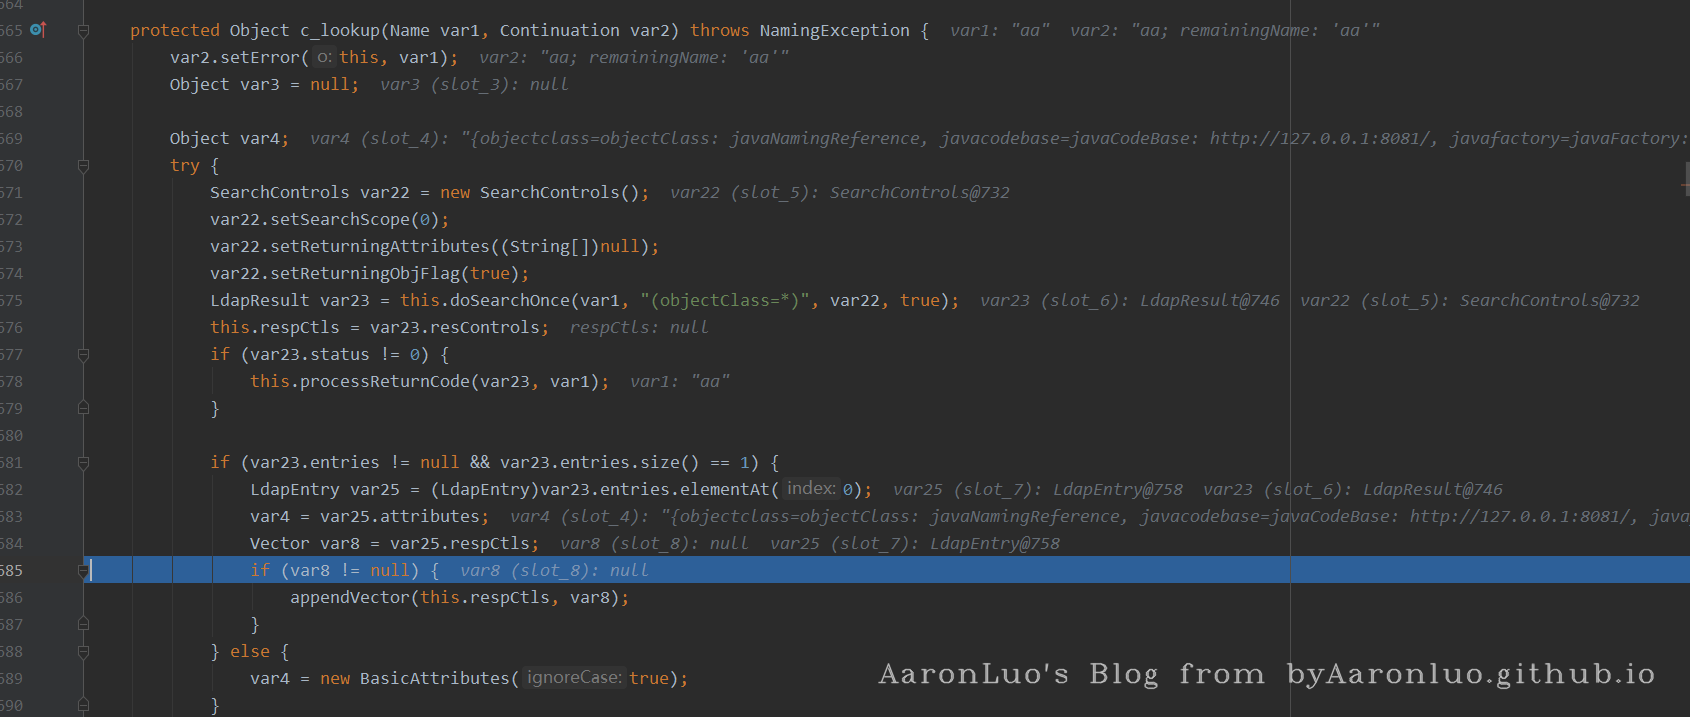 664
665 protected Object c_lookup(Name var1, Continuation var2) throws NamingException { var1: "aa" var2: "aa; remainingName: 'aa'"
666 var2.setError( o: this, var1); var2: "aa; remainingName: 'aa'"
667 Object var3 = null; var3 (slot_3): null
668
669 Object var4; var4 (slot_4): "{objectclass=objectClass: javaNamingReference, javacodebase=javaCodeBase: http://127.0.0.1:8081/, javafactory=javaFactory:
670 try {
671 SearchControls var22 = new SearchControls(); var22 (slot_5): SearchControls@732
672 var22.setSearchScope(0);
673 var22.setReturningAttributes((String[])null);
674 var22.setReturningObjFlag(true);
675 LdapResult var23 = this.doSearchOnce(var1, "(objectClass=*)", var22, true); var23 (slot_6): LdapResult@746 var22 (slot_5): SearchControls@732
676 this.respCtls = var23.resControls; respCtls: null
677 if (var23.status != 0) {
678 this.processReturnCode(var23, var1); var1: "aa"
679 }
680
681 if (var23.entries != null && var23.entries.size() == 1) {
682 LdapEntry var25 = (LdapEntry)var23.entries.elementAt( index: 0); var25 (slot_7): LdapEntry@758 var23 (slot_6): LdapResult@746
683 var4 = var25.attributes; var4 (slot_4): "{objectclass=objectClass: javaNamingReference, javacodebase=javaCodeBase: http://127.0.0.1:8081/, java
684 Vector var8 = var25.respCtls; var8 (slot_8): null var25 (slot_7): LdapEntry@758
685 if (var8 != null) { var8 (slot_8): null
686 appendVector(this.respCtls, var8);
687 }
688 } else {
689 var4 = new BasicAttributes( ignoreCase: true);
690 }
AaronLuo's Blog from byAaronluo.github.io